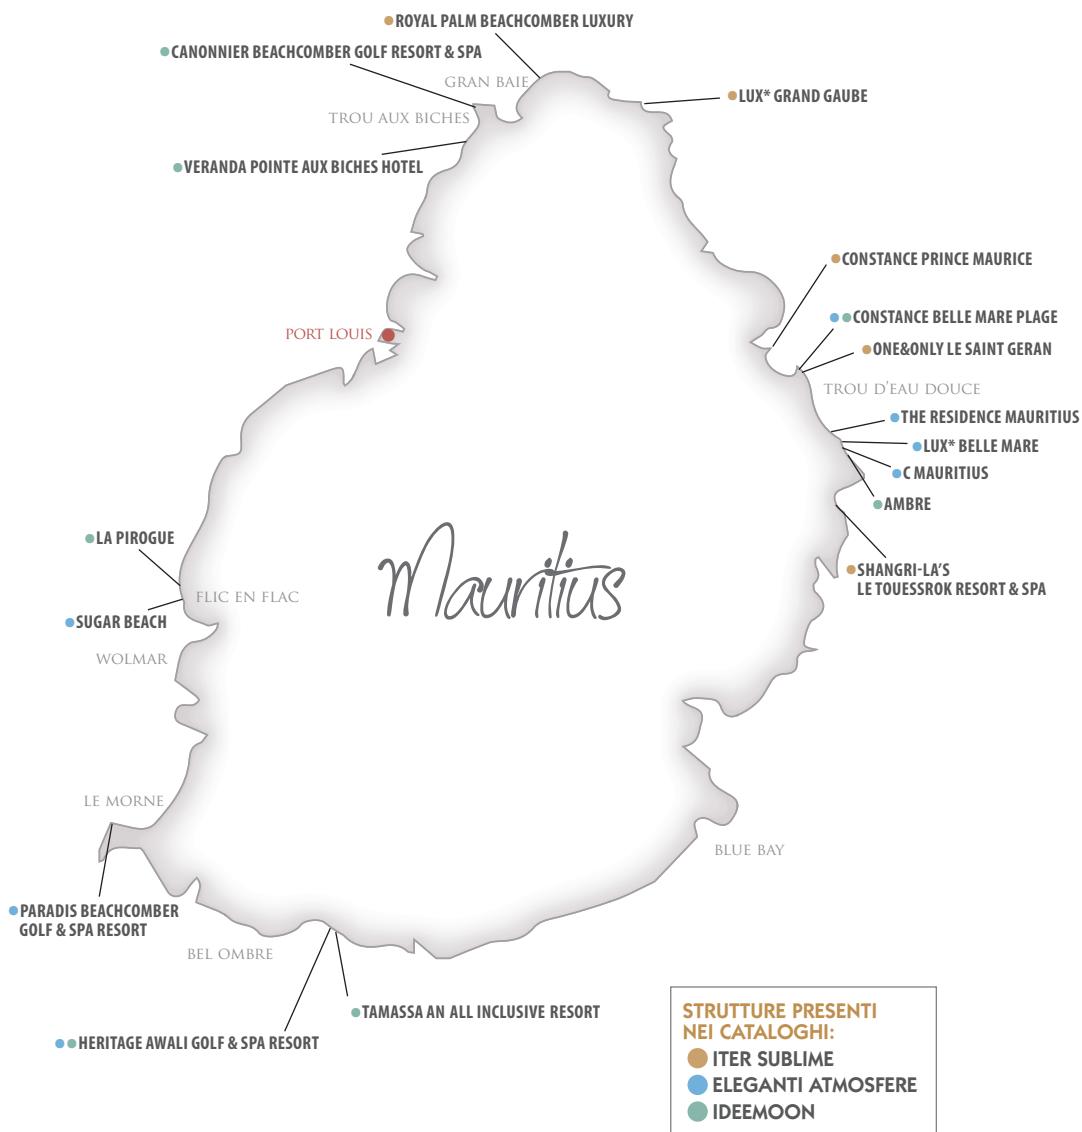 ROYAL PALM BEACHCOMBER LUXURY
CANONNIER BEACHCOMBER GOLF RESORT & SPA
GRAN BAIE
LUX* GRAND GAUBE
TROU AUX BICHES
VERANDA POINTE AUX BICHES HOTEL
CONSTANCE PRINCE MAURICE
CONSTANCE BELLE MARE PLAGE
PORT LOUIS
ONE&ONLY LE SAINT GERAN
TROU D'EAU DOUCE
THE RESIDENCE MAURITIUS
LUX* BELLE MARE
C MAURITIUS
AMBRE
LA PIROGUE
Mauritius
SHANGRI-LA'S
LE TOUESSROK RESORT & SPA
FLIC EN FLAC
SUGAR BEACH
WOLMAR
LE MORNE
BLUE BAY
PARADIS BEACHCOMBER
GOLF & SPA RESORT
BEL OMBRE
TAMASSA AN ALL INCLUSIVE RESORT
HERITAGE AWALI GOLF & SPA RESORT
STRUTTURE PRESENTI
NEI CATALOGHI:
ITER SUBLIME
ELEGANTI ATMOSFERE
IDEEMOON